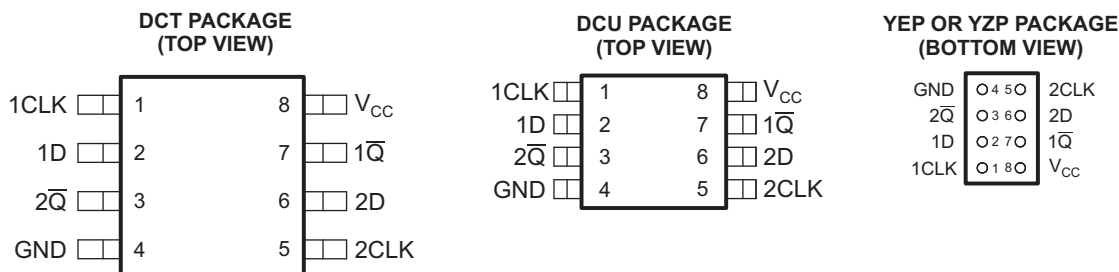 DCT PACKAGE
(TOP VIEW)
1CLK 1 8 VCC
1D 2 7 1Q̅
2Q̅ 3 6 2D
GND 4 5 2CLK
DCU PACKAGE
(TOP VIEW)
1CLK 1 8 VCC
1D 2 7 1Q̅
2Q̅ 3 6 2D
GND 4 5 2CLK
YEP OR YZP PACKAGE
(BOTTOM VIEW)
GND 4 5 2CLK
2Q̅ 3 6 2D
1D 2 7 1Q̅
1CLK 1 8 VCC